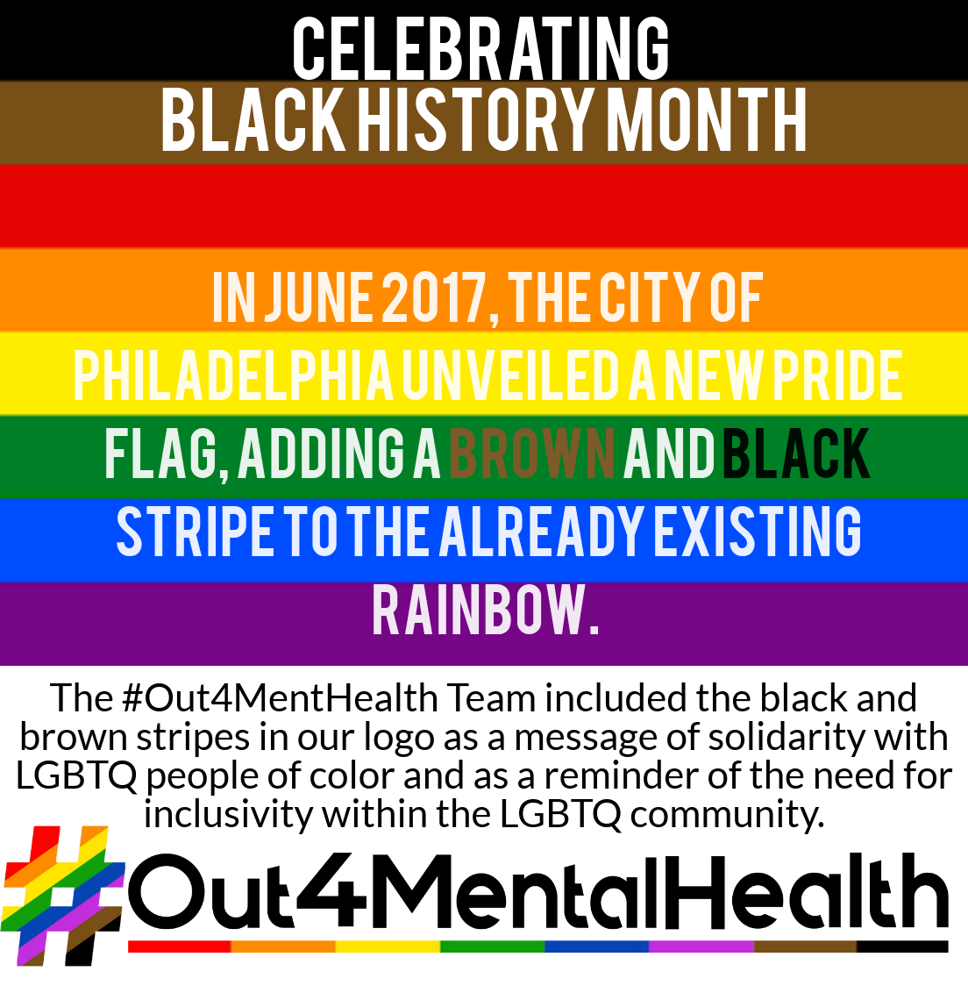 CELEBRATING
BLACK HISTORY MONTH
IN JUNE 2017, THE CITY OF
PHILADELPHIA UNVEILED A NEW PRIDE
FLAG, ADDING A BROWN AND BLACK
STRIPE TO THE ALREADY EXISTING
RAINBOW.
The #Out4MentHealth Team included the black and
brown stripes in our logo as a message of solidarity with
LGBTQ people of color and as a reminder of the need for
inclusivity within the LGBTQ community.
#Out4MentalHealth